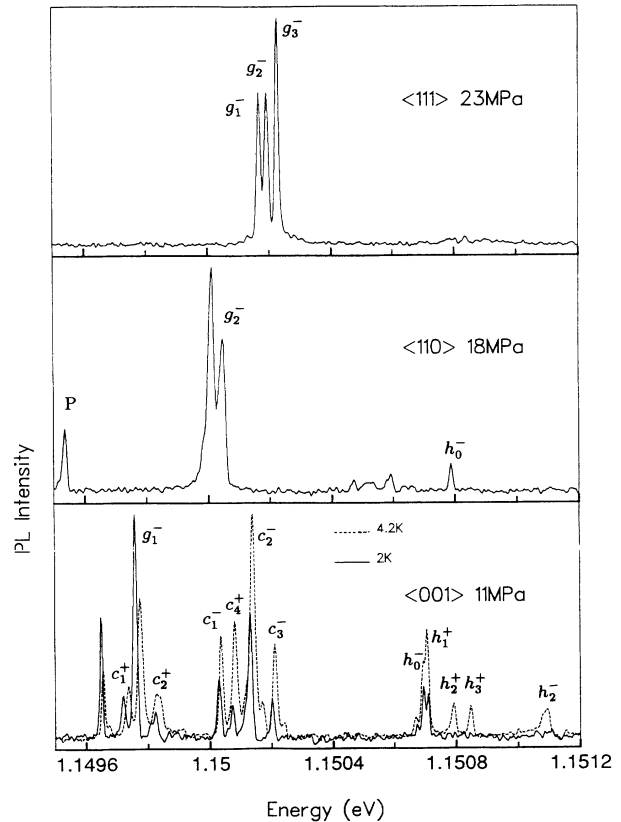 g₃⁻
g₂⁻
g₁⁻
<111> 23MPa
g₂⁻
<110> 18MPa
P
h₀⁻
PL Intensity
g₁⁻
c₂⁻
4.2K
2K
<001> 11MPa
c₁⁻ c₄⁺ c₃⁻
h₀⁻ h₁⁺
c₁⁺ c₂⁺
h₂⁺ h₃⁺ h₂⁻
1.1496 1.15 1.1504 1.1508 1.1512
Energy (eV)